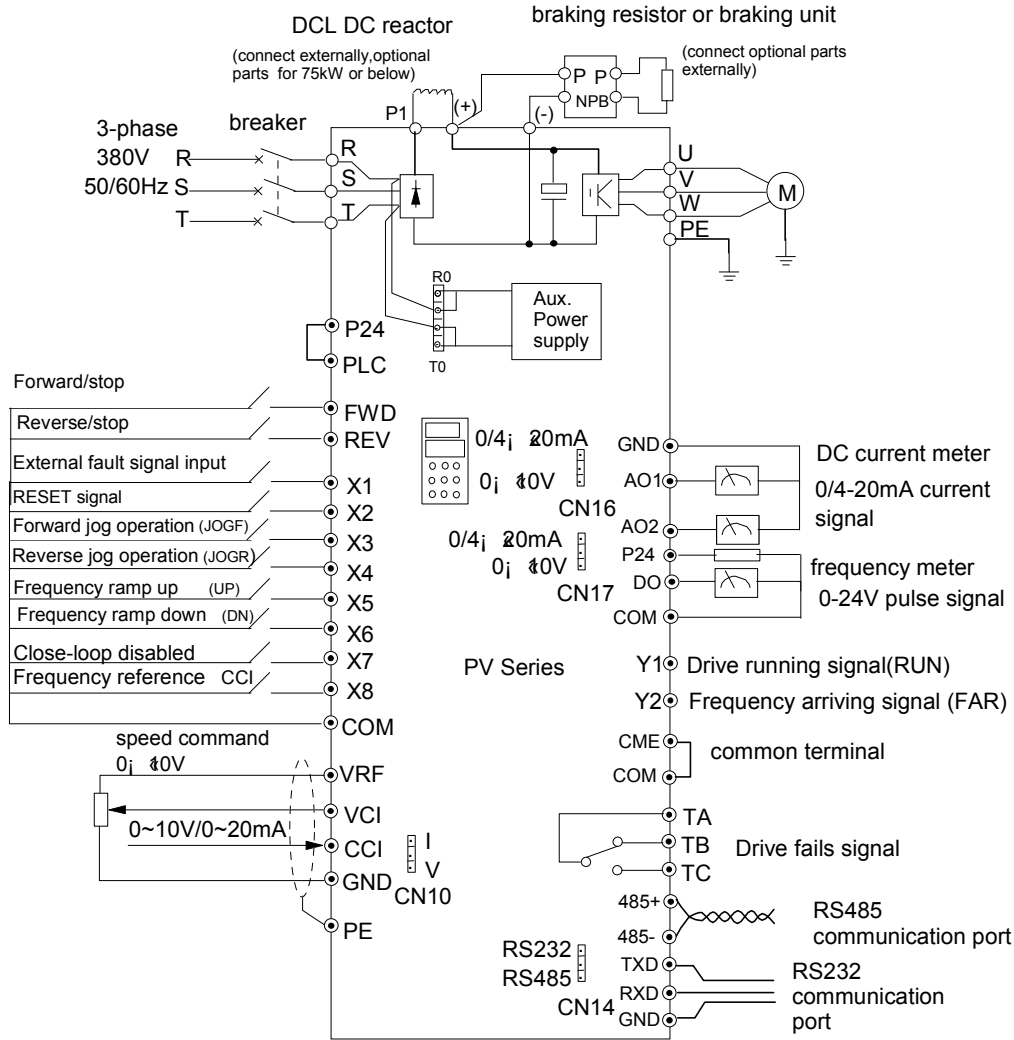 DCL DC reactor
(connect externally,optional
parts for 75kW or below)
braking resistor or braking unit
(connect optional parts
externally)
P P
NPB
P1
(+)
(-)
3-phase
380V
50/60Hz
breaker
R
S
T
R
S
T
U
V
W
PE
M
R0
T0
Aux.
Power
supply
P24
PLC
Forward/stop
FWD
Reverse/stop
REV
External fault signal input
X1
RESET signal
X2
Forward jog operation (JOGF)
X3
Reverse jog operation (JOGR)
X4
Frequency ramp up (UP)
X5
Frequency ramp down (DN)
X6
Close-loop disabled
X7
Frequency reference CCI
X8
COM
speed command
0¡ 10V
VRF
VCI
0~10V/0~20mA
CCI
GND
PE
I
V
CN10
0/4¡ 20mA
0¡ 10V
CN16
0/4¡ 20mA
0¡ 10V
CN17
PV Series
RS232
RS485
CN14
GND
AO1
AO2
DC current meter
0/4-20mA current
signal
P24
DO
COM
frequency meter
0-24V pulse signal
Y1 Drive running signal(RUN)
Y2 Frequency arriving signal (FAR)
CME
COM
common terminal
TA
TB
TC
Drive fails signal
485+
485-
RS485
communication port
TXD
RXD
GND
RS232
communication
port